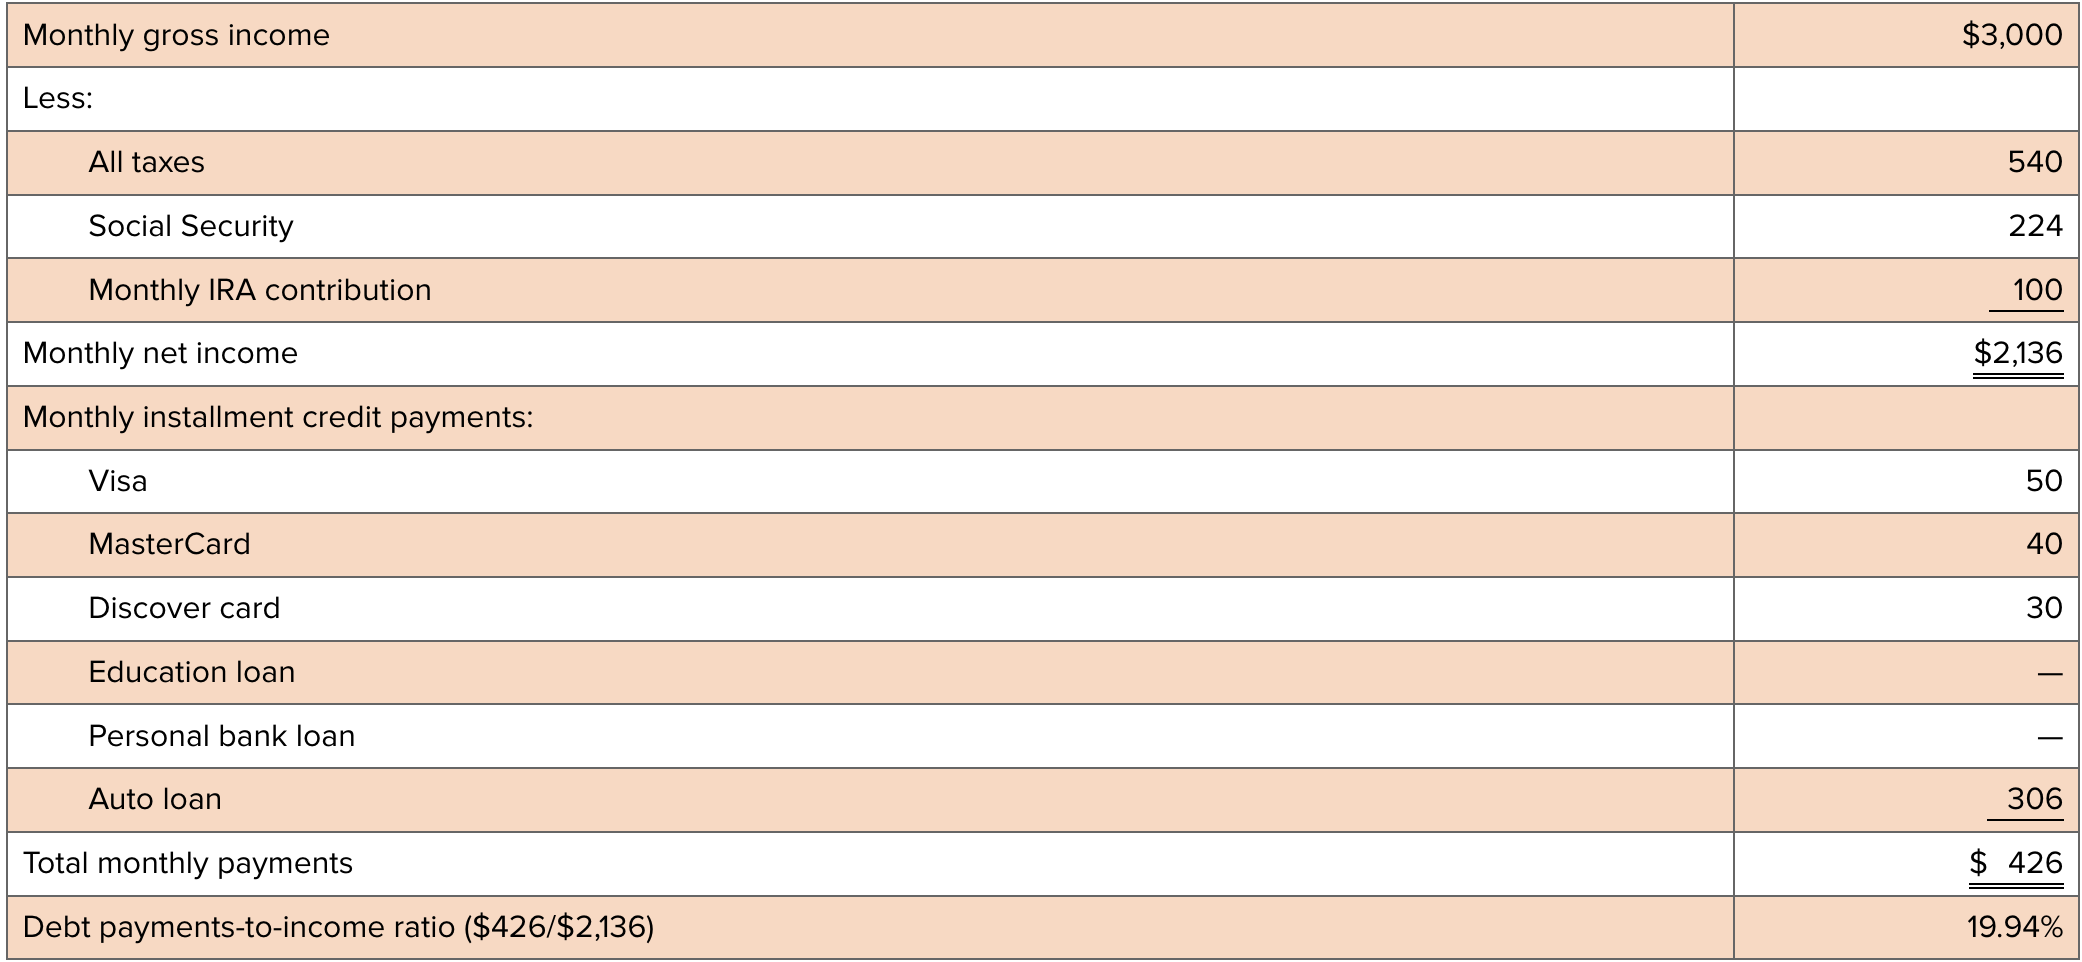 Monthly gross income $3,000
Less:
All taxes 540
Social Security 224
Monthly IRA contribution 100
Monthly net income $2,136
Monthly installment credit payments:
Visa 50
MasterCard 40
Discover card 30
Education loan —
Personal bank loan —
Auto loan 306
Total monthly payments $ 426
Debt payments-to-income ratio ($426/$2,136) 19.94%